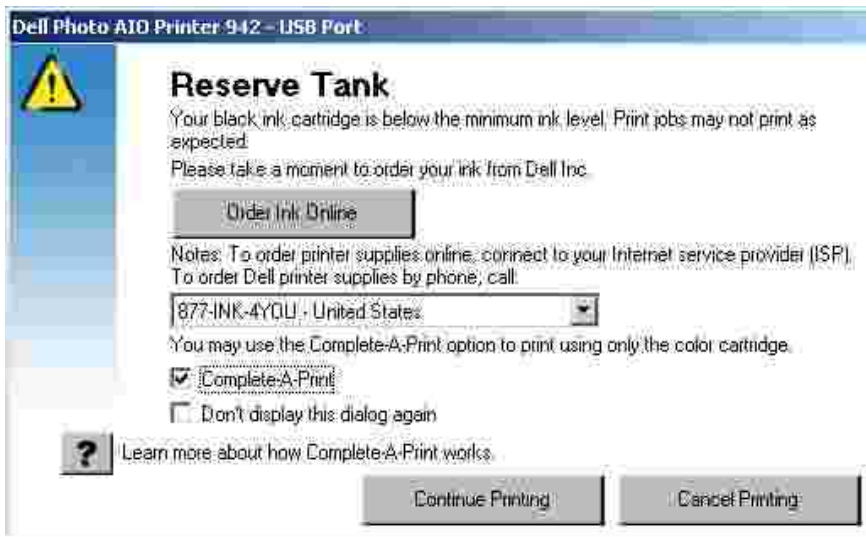 Dell Photo AIO Printer 942 - USB Port
Reserve Tank
Your black ink cartridge is below the minimum ink level. Print jobs may not print as
expected.
Please take a moment to order your ink from Dell Inc.
Order Ink Online
Notes: To order printer supplies online, connect to your Internet service provider (ISP).
To order Dell printer supplies by phone, call:
877-INK-4YOU - United States
You may use the Complete-A-Print option to print using only the color cartridge.
Complete-A-Print
Don't display this dialog again
? Learn more about how Complete-A-Print works.
Continue Printing Cancel Printing